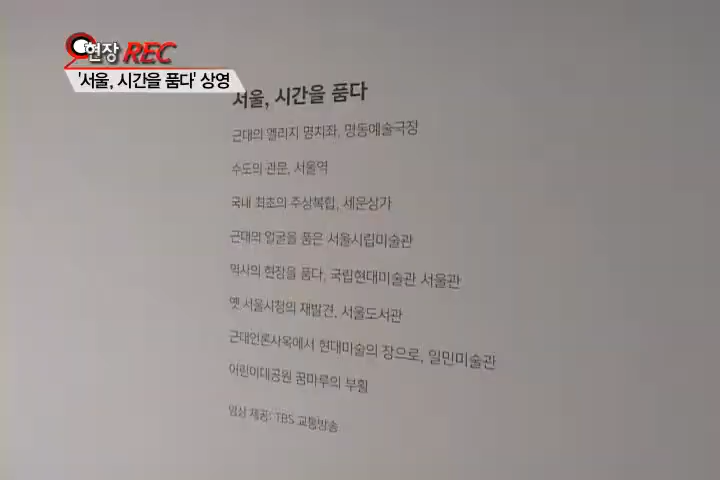 현장 REC
'서울, 시간을 품다' 상영
서울, 시간을 품다
근대의 엘리지 명치좌, 명동예술극장
수도의 관문, 서울역
국내 최초의 주상복합, 세운상가
근대의 얼굴을 품은 서울시립미술관
역사의 현장을 품다, 국립현대미술관 서울관
옛 서울시청의 재발견, 서울도서관
근대언론사옥에서 현대미술의 장으로, 일민미술관
어린이대공원 꿈마루의 부활
영상 제공: TBS 교통방송